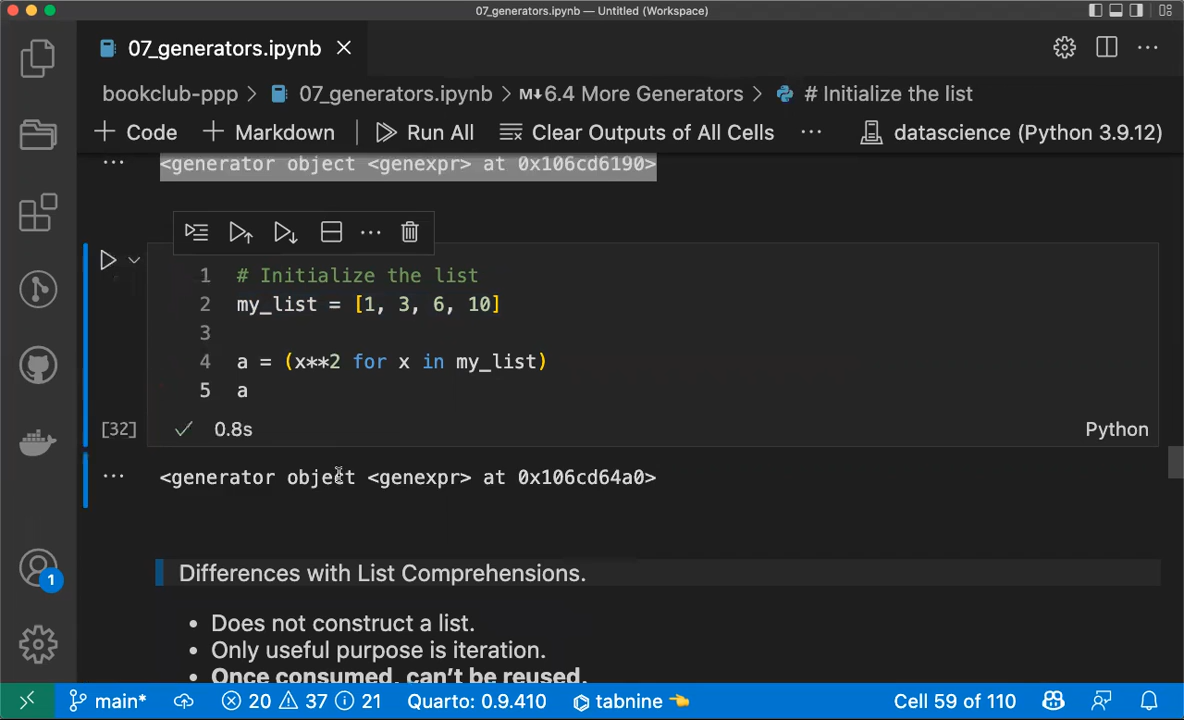 07_generators.ipynb — Untitled (Workspace)
07_generators.ipynb
bookclub-ppp > 07_generators.ipynb > M↓6.4 More Generators > # Initialize the list
+ Code + Markdown | Run All Clear Outputs of All Cells ... datascience (Python 3.9.12)
... <generator object <genexpr> at 0x106cd6190>
1 # Initialize the list
2 my_list = [1, 3, 6, 10]
3
4 a = (x**2 for x in my_list)
5 a
[32] 0.8s Python
... <generator object <genexpr> at 0x106cd64a0>
Differences with List Comprehensions.
• Does not construct a list.
• Only useful purpose is iteration.
• Once consumed, can't be reused.
1
main* 20 37 21 Quarto: 0.9.410 tabnine Cell 59 of 110